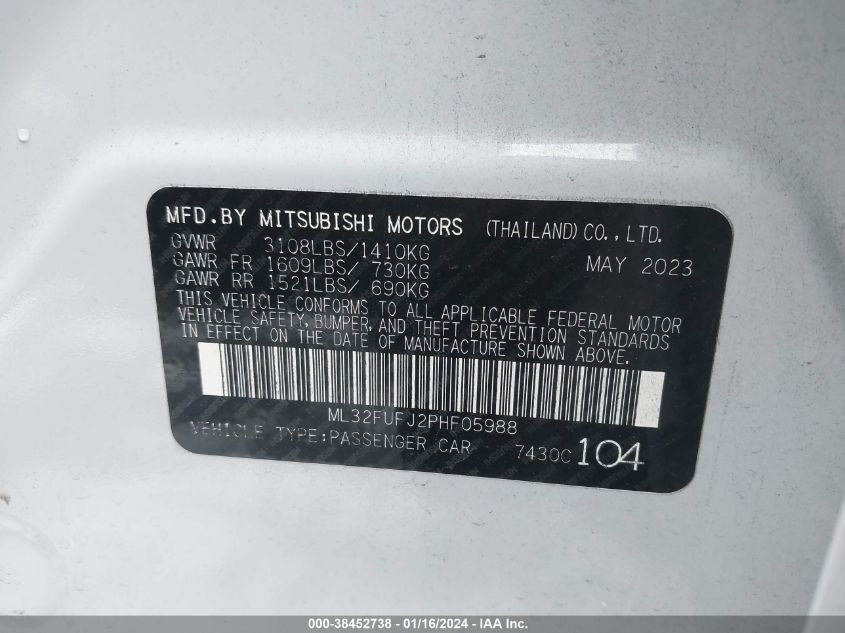 MFD.BY MITSUBISHI MOTORS (THAILAND) CO., LTD.
GVWR 3108LBS/1410KG MAY 2023
GAWR FR 1609LBS/ 730KG
GAWR RR 1521LBS/ 690KG
THIS VEHICLE CONFORMS TO ALL APPLICABLE FEDERAL MOTOR
VEHICLE SAFETY, BUMPER, AND THEFT PREVENTION STANDARDS
IN EFFECT ON THE DATE OF MANUFACTURE SHOWN ABOVE.
ML32FUFJ2PHF05988
VEHICLE TYPE:PASSENGER CAR 7430C 104
000-38452738 - 01/16/2024 - IAA Inc.